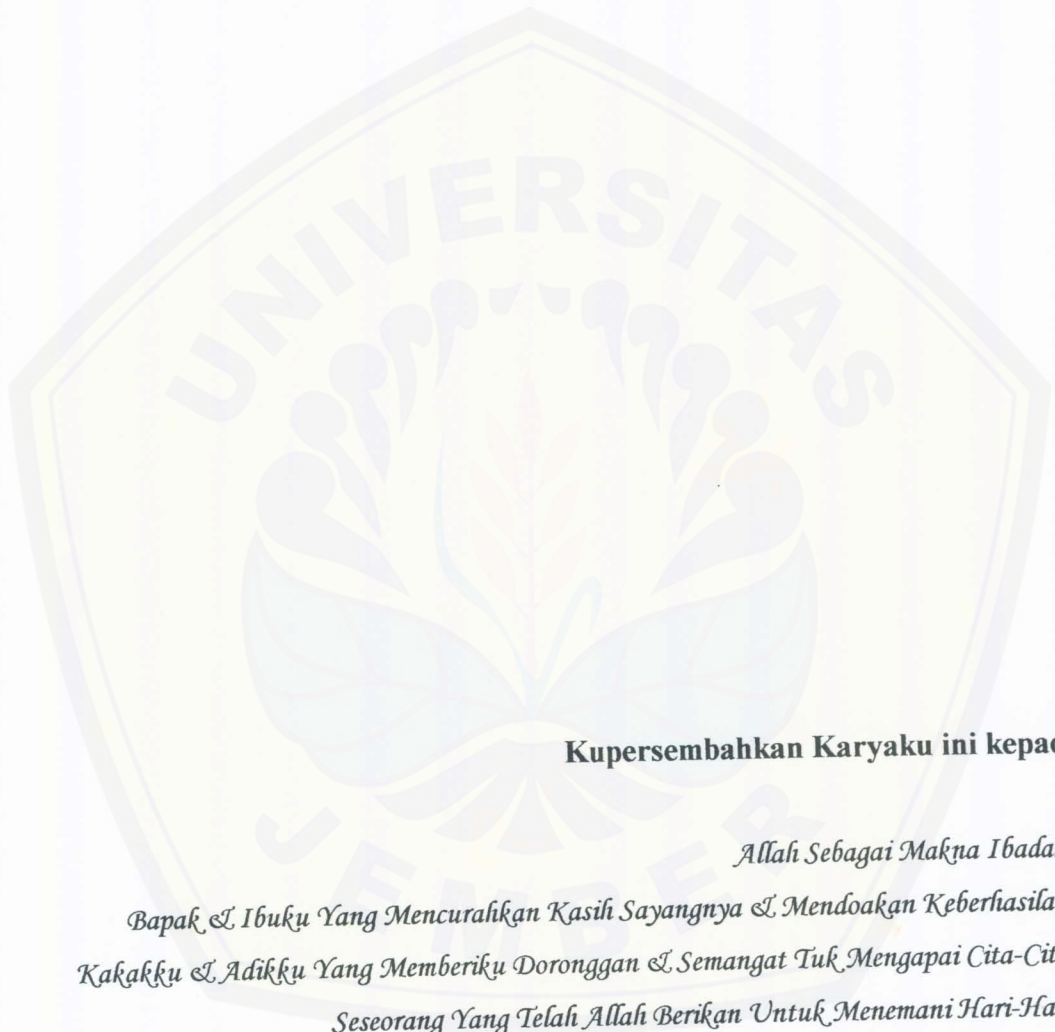 UNIVERSITAS
Kupersembahkan Karyaku ini
Allah Sebagai Makna
Bapak & Ibuku Yang Mencurahkan Kasih Sayangnya & Mendoakan
Kakakku & Adikku Yang Memberiku Doronggan & Semangat Tuk Mengapai
Seseorang Yang Telah Allah Berikan Untuk Menemani
JEMBER